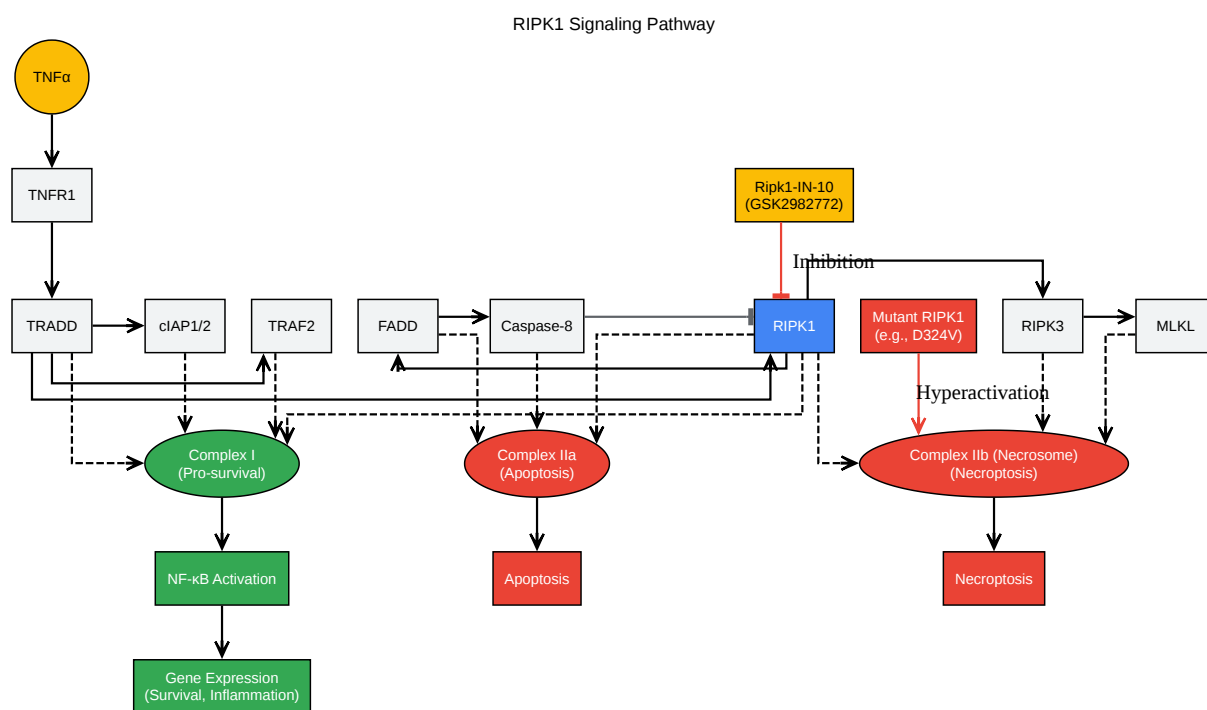 RIPK1 Signaling Pathway
TNFα
TNFR1
Ripk1-IN-10
(GSK2982772)
Inhibition
TRADD
cIAP1/2
TRAF2
FADD
Caspase-8
RIPK1
Mutant RIPK1
(e.g., D324V)
RIPK3
MLKL
Hyperactivation
Complex I
(Pro-survival)
Complex IIa
(Apoptosis)
Complex IIb (Necrosome)
(Necroptosis)
NF-κB Activation
Apoptosis
Necroptosis
Gene Expression
(Survival, Inflammation)